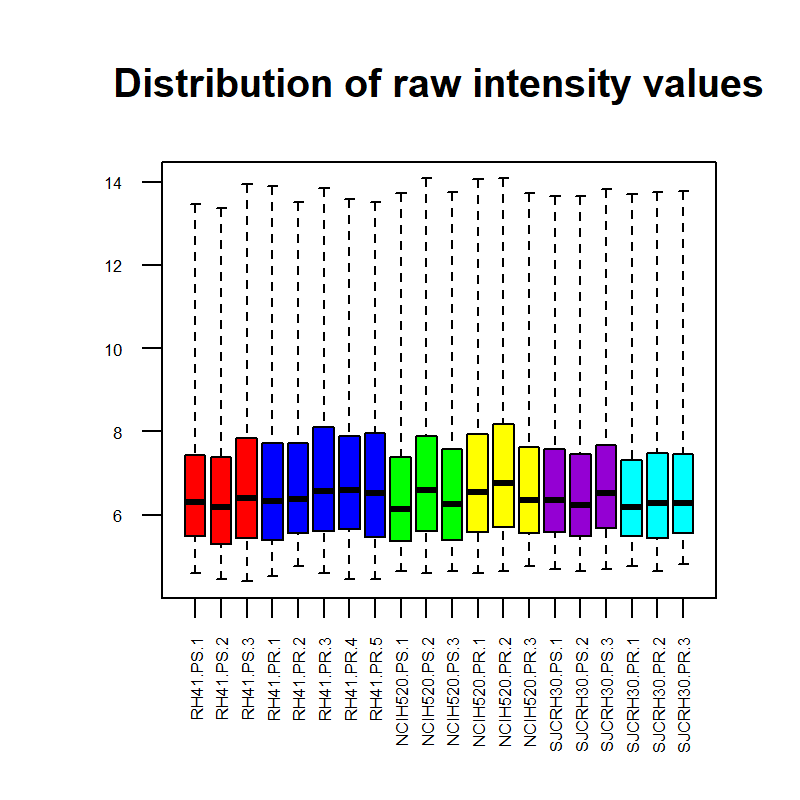 Distribution of raw intensity values
14
12
10
8
6
RH41.PS.1
RH41.PS.2
RH41.PS.3
RH41.PR.1
RH41.PR.2
RH41.PR.3
RH41.PR.4
RH41.PR.5
NCIH520.PS.1
NCIH520.PS.2
NCIH520.PS.3
NCIH520.PR.1
NCIH520.PR.2
NCIH520.PR.3
SJCRH30.PS.1
SJCRH30.PS.2
SJCRH30.PS.3
SJCRH30.PR.1
SJCRH30.PR.2
SJCRH30.PR.3